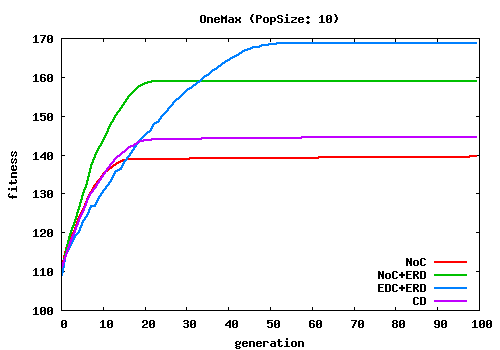 OneMax (PopSize: 10)
170
160
150
140
130
120
110
100
fitness
NoC
NoC+ERD
EDC+ERD
CD
0 10 20 30 40 50 60 70 80 90 100
generation